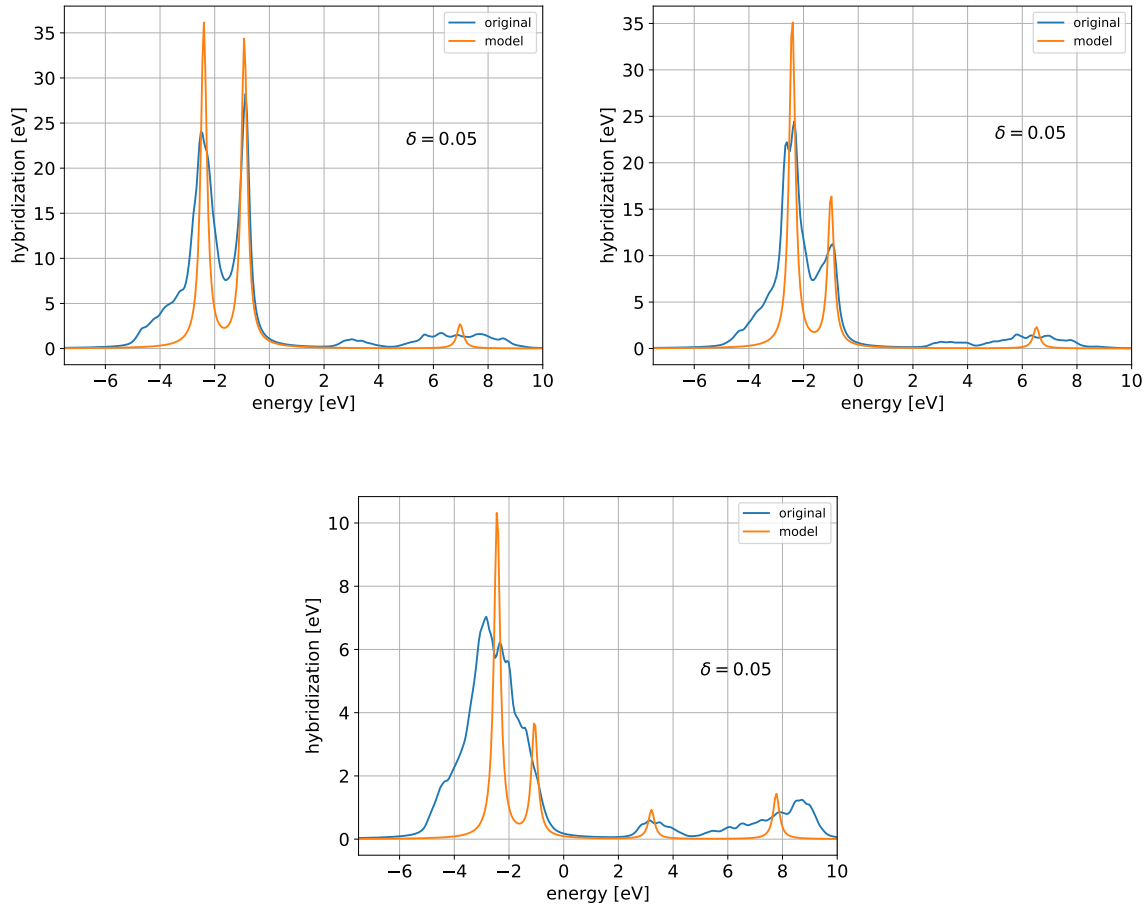 35
30
25
20
15
10
5
0
hybridization [eV]
original
model
δ = 0.05
−6 −4 −2 0 2 4 6 8 10
energy [eV]
35
30
25
20
15
10
5
0
hybridization [eV]
original
model
δ = 0.05
−6 −4 −2 0 2 4 6 8 10
energy [eV]
10
8
6
4
2
0
hybridization [eV]
original
model
δ = 0.05
−6 −4 −2 0 2 4 6 8 10
energy [eV]